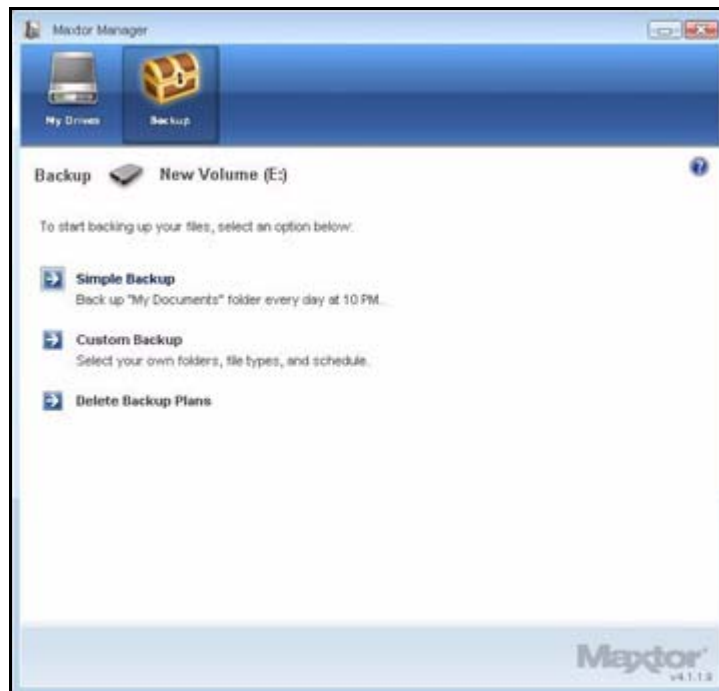 Maxtor Manager
My Drives
Backup
Backup New Volume (E:)
To start backing up your files, select an option below:
Simple Backup
Back up "My Documents" folder every day at 10 PM.
Custom Backup
Select your own folders, file types, and schedule.
Delete Backup Plans
Maxtor